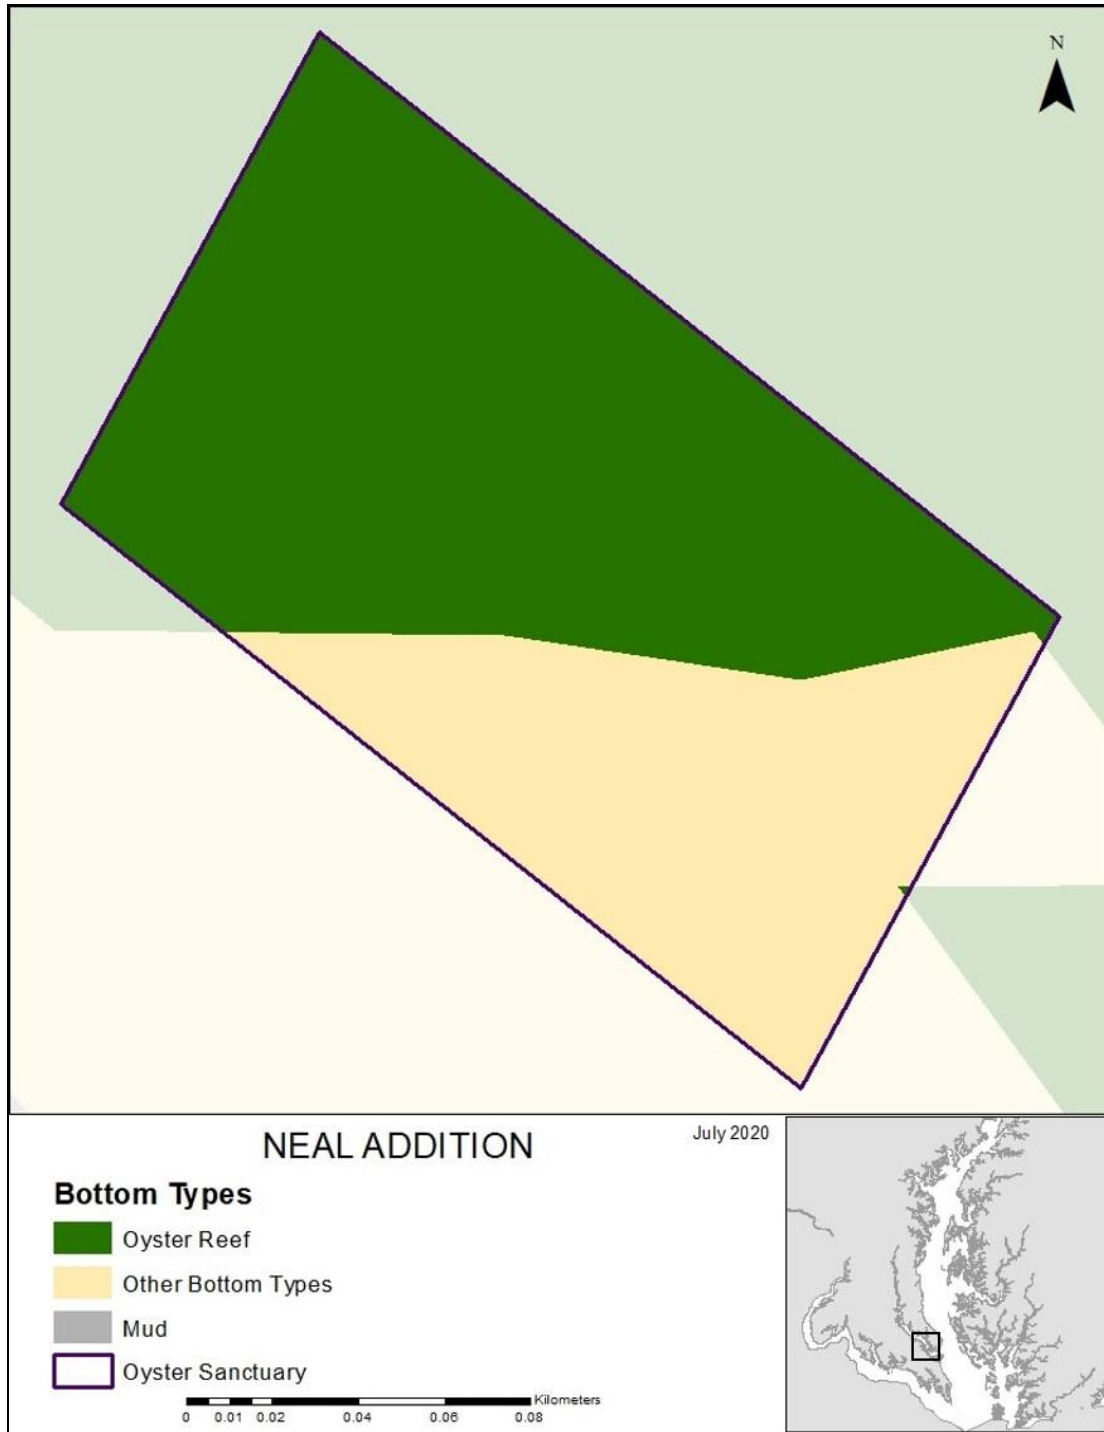 N
NEAL ADDITION
July 2020
Bottom Types
Oyster Reef
Other Bottom Types
Mud
Oyster Sanctuary
Kilometers
0 0.01 0.02 0.04 0.06 0.08